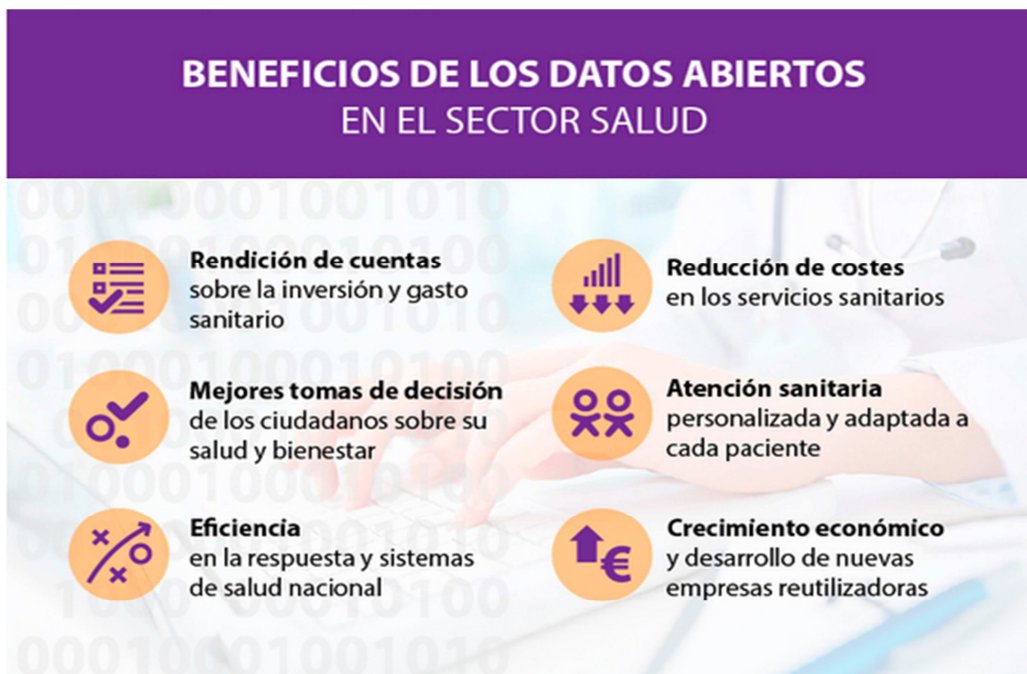 BENEFICIOS DE LOS DATOS ABIERTOS
EN EL SECTOR SALUD
Rendición de cuentas
sobre la inversión y gasto
sanitario
Mejores tomas de decisión
de los ciudadanos sobre su
salud y bienestar
Eficiencia
en la respuesta y sistemas
de salud nacional
Reducción de costes
en los servicios sanitarios
Atención sanitaria
personalizada y adaptada a
cada paciente
Crecimiento económico
y desarrollo de nuevas
empresas reutilizadoras